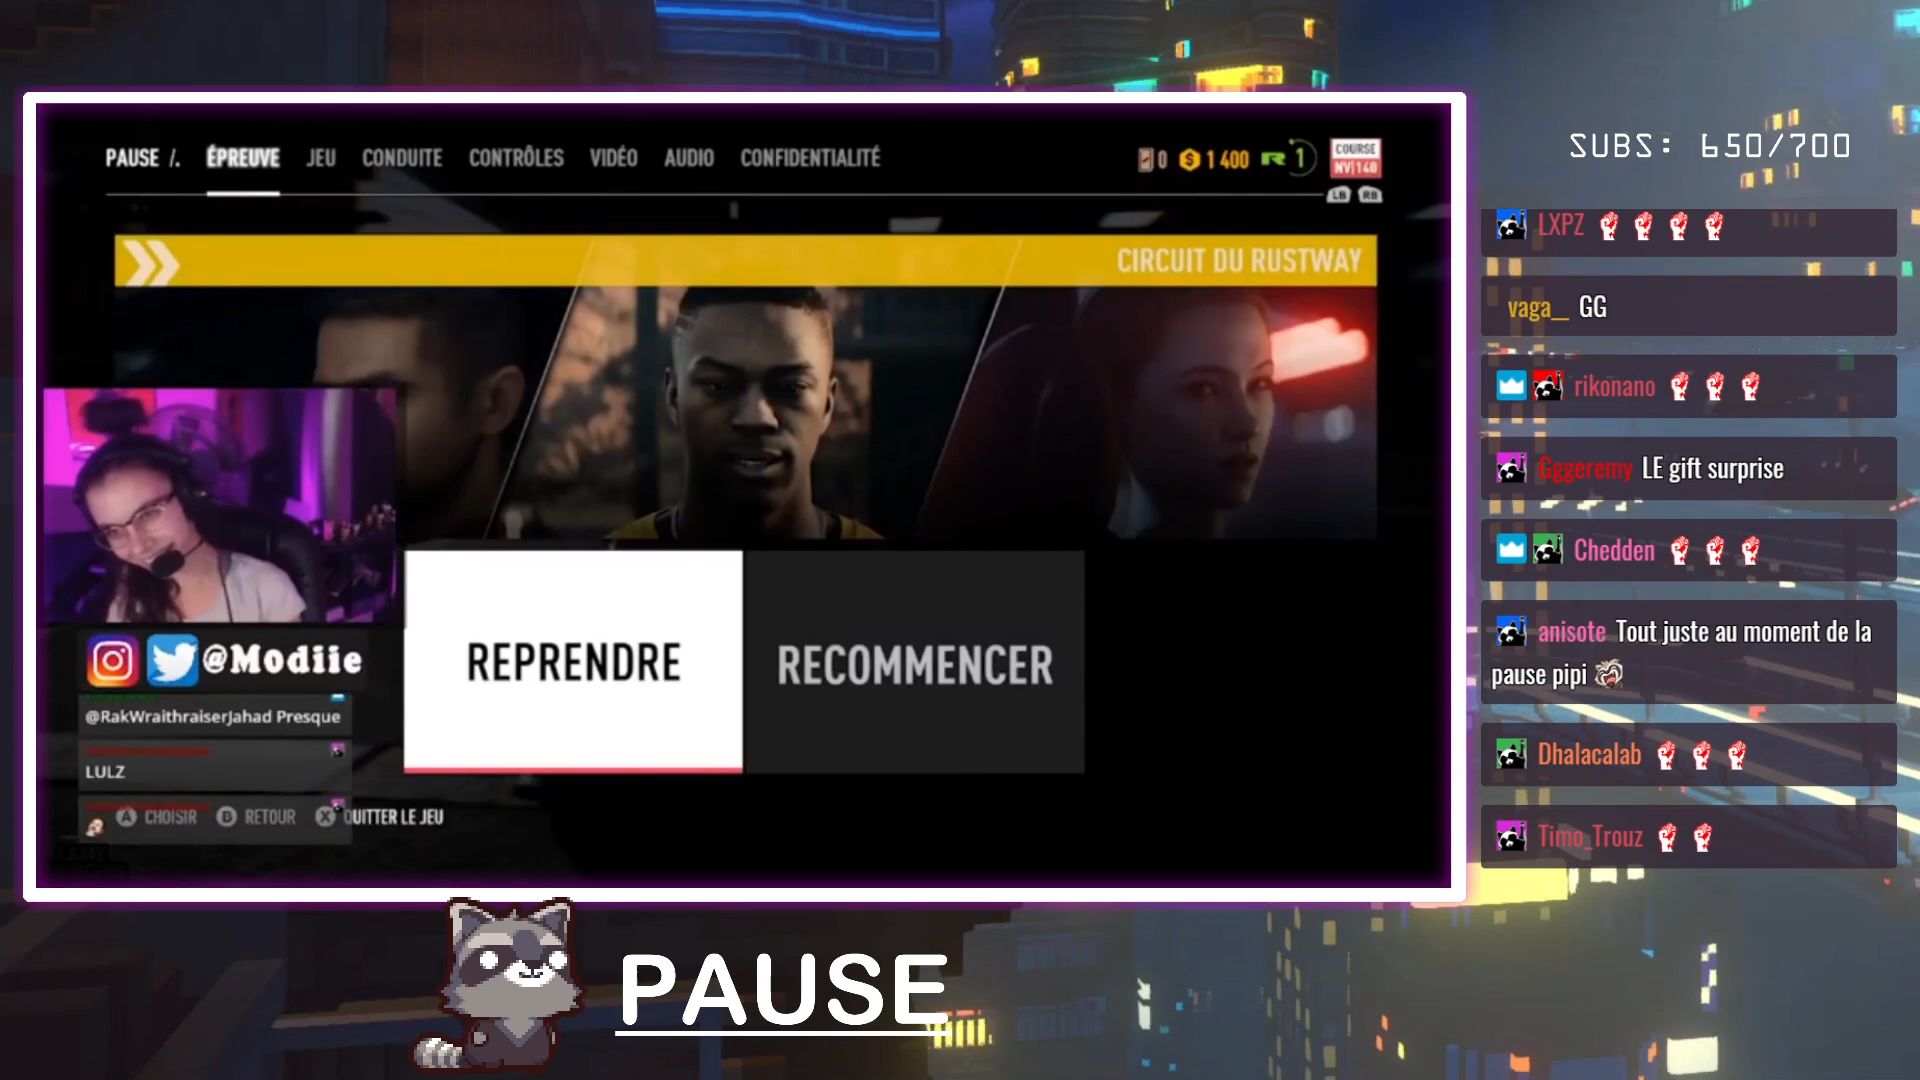 PAUSE /. ÉPREUVE JEU CONDUITE CONTRÔLES VIDÉO AUDIO CONFIDENTIALITÉ
0 1 400 R 1
COURSE
NV|140
LB RB
CIRCUIT DU RUSTWAY
REPRENDRE
RECOMMENCER
@Modiie
@RakWraithraiserJahad Presque
LULZ
A CHOISIR B RETOUR X QUITTER LE JEU
PAUSE
SUBS: 650/700
LXPZ
vaga__ GG
rikonano
Gggeremy LE gift surprise
Chedden
anisote Tout juste au moment de la
pause pipi
Dhalacalab
Timo_Trouz